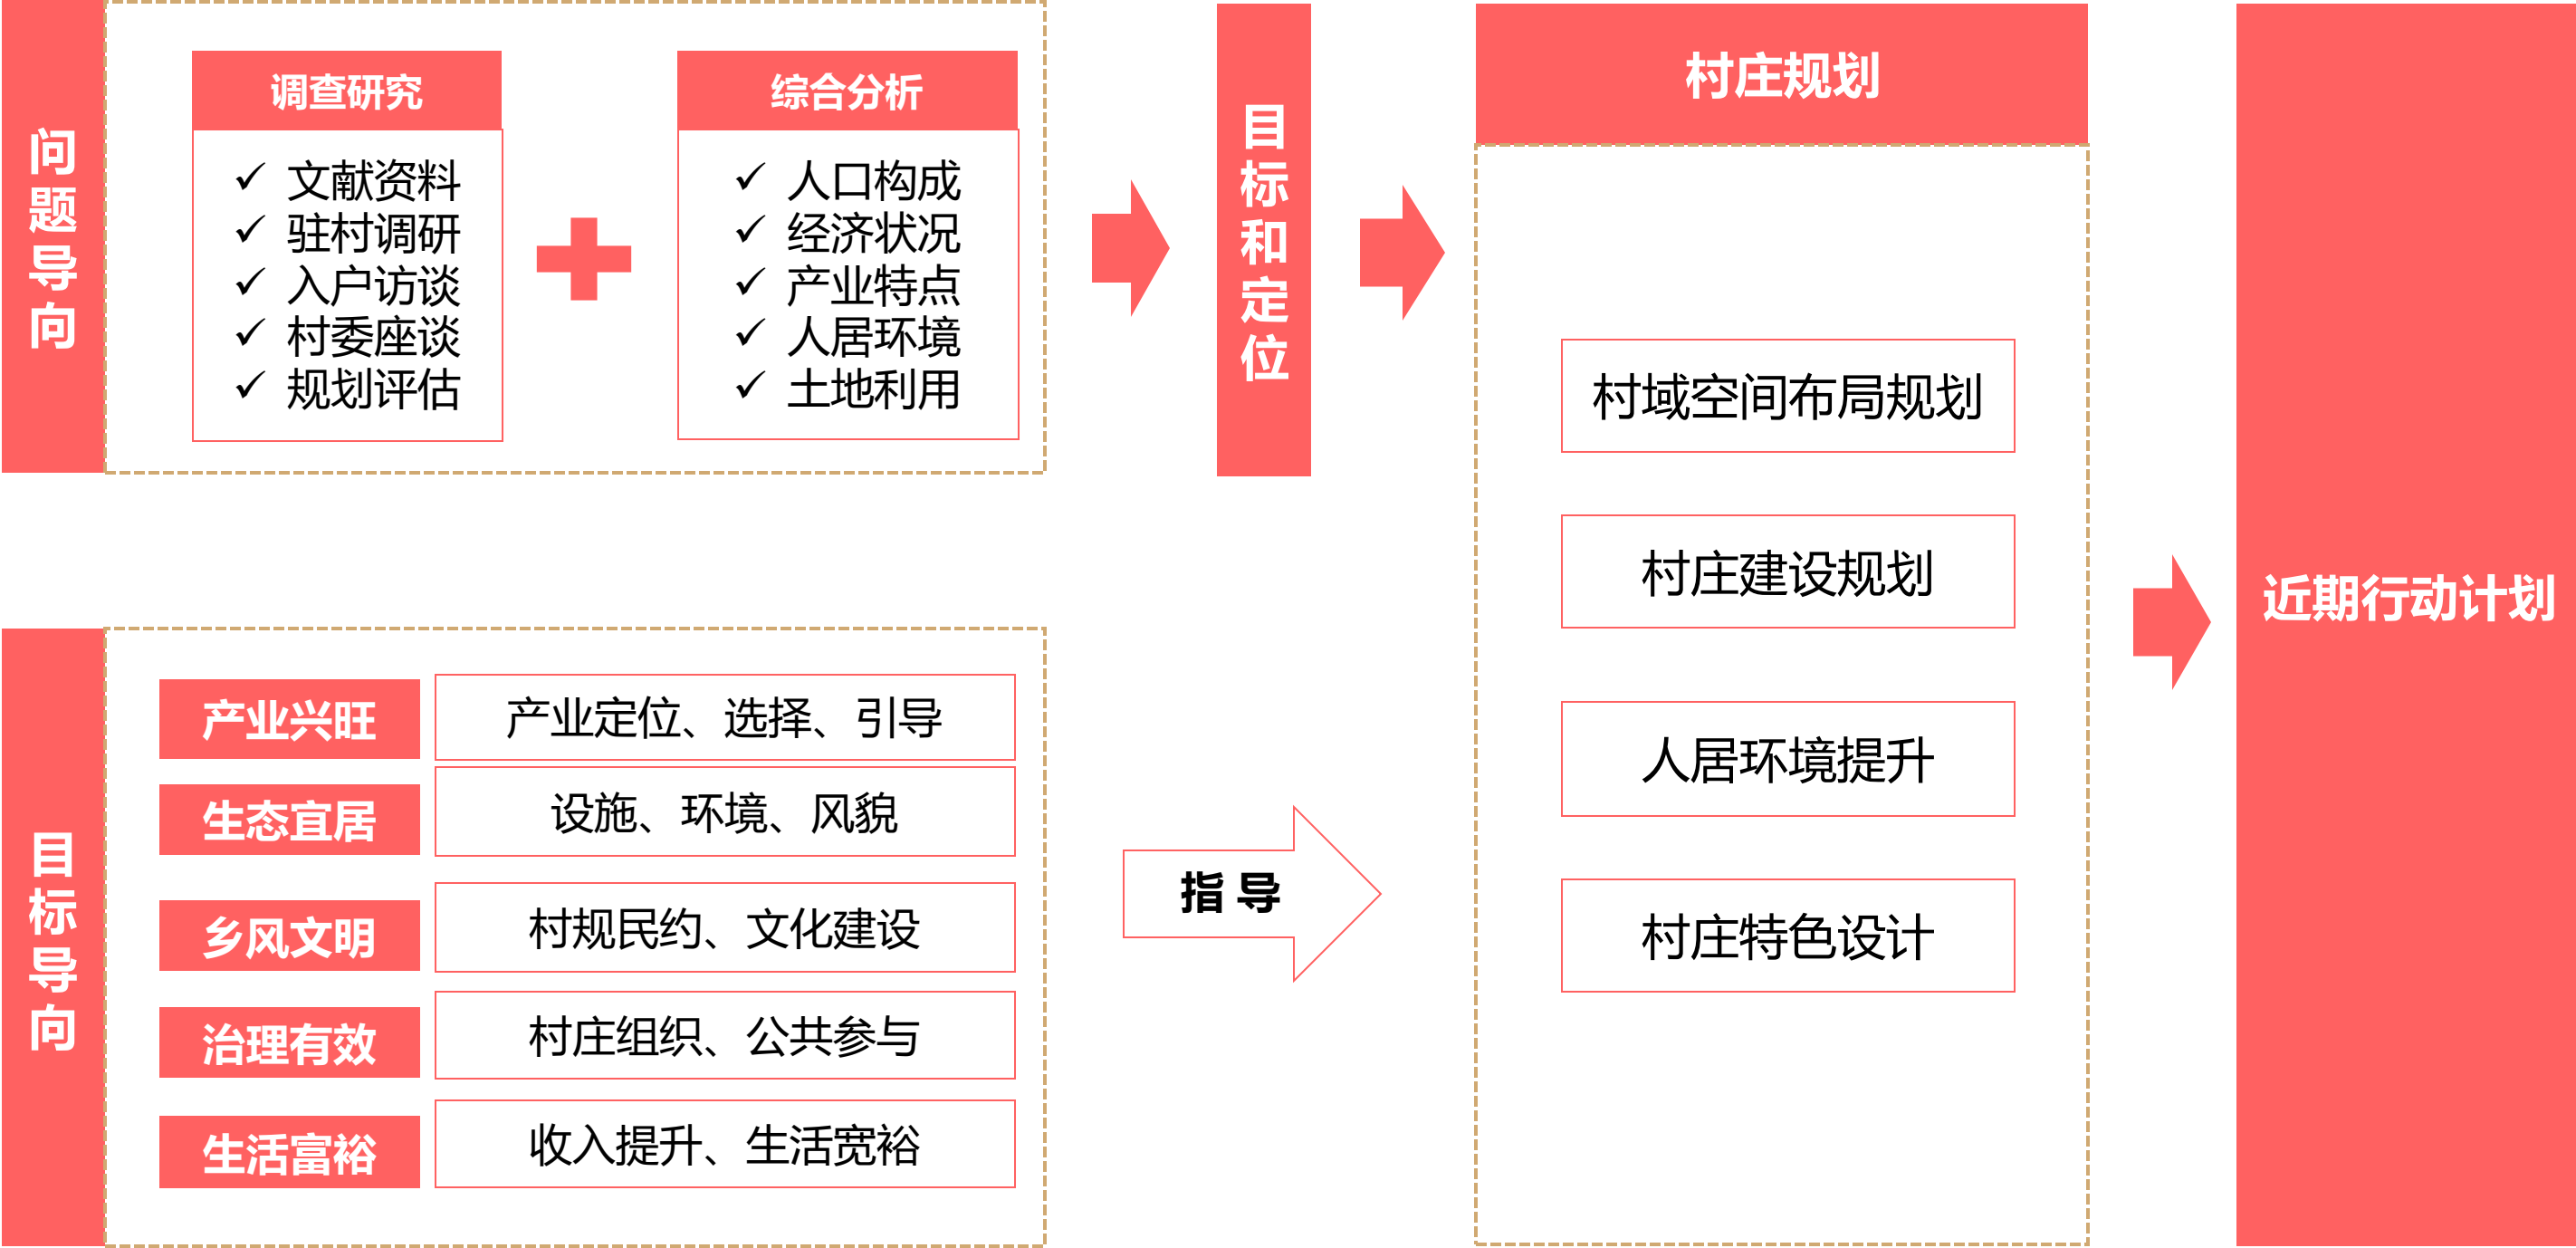 问题导向
调查研究
文献资料
驻村调研
入户访谈
村委座谈
规划评估
综合分析
人口构成
经济状况
产业特点
人居环境
土地利用
目标和定位
目标导向
产业兴旺
产业定位、选择、引导
生态宜居
设施、环境、风貌
乡风文明
村规民约、文化建设
治理有效
村庄组织、公共参与
生活富裕
收入提升、生活宽裕
指 导
村庄规划
村域空间布局规划
村庄建设规划
人居环境提升
村庄特色设计
近期行动计划